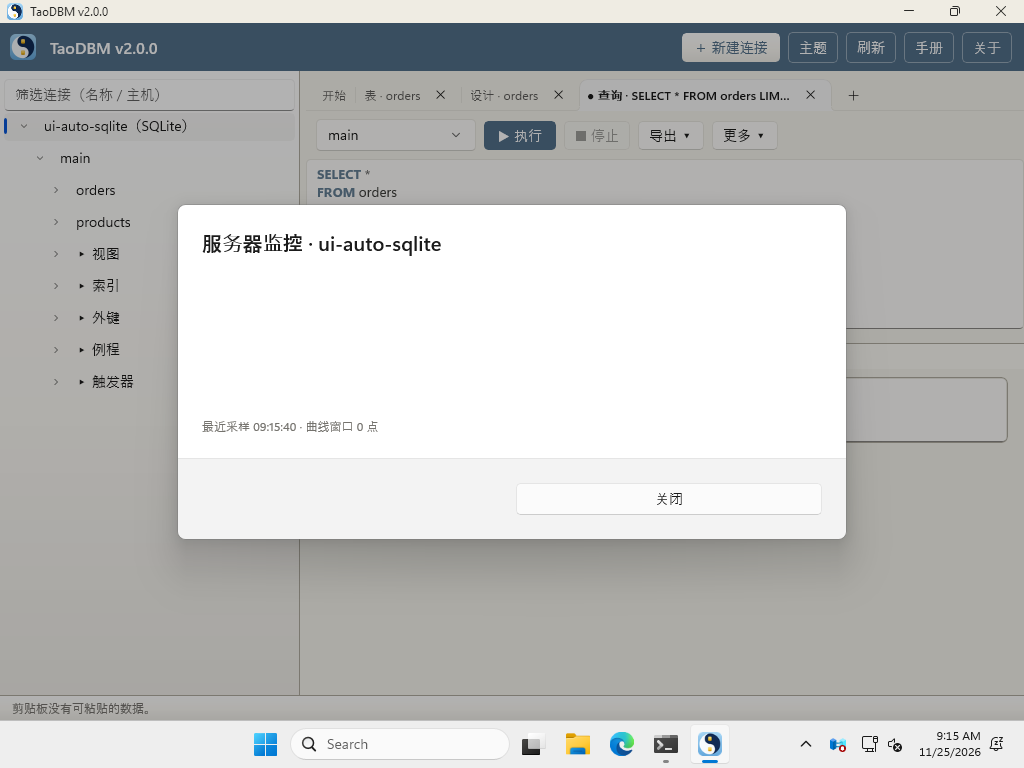 TaoDBM v2.0.0
TaoDBM v2.0.0
+ 新建连接
主题
刷新
手册
关于
筛选连接（名称 / 主机）
ui-auto-sqlite（SQLite）
main
orders
products
视图
索引
外键
例程
触发器
开始
表 · orders
设计 · orders
● 查询 · SELECT * FROM orders LIM...
main
执行
停止
导出
更多
SELECT *
FROM orders
服务器监控 · ui-auto-sqlite
最近采样 09:15:40 · 曲线窗口 0 点
关闭
剪贴板没有可粘贴的数据。
Search
9:15 AM
11/25/2026